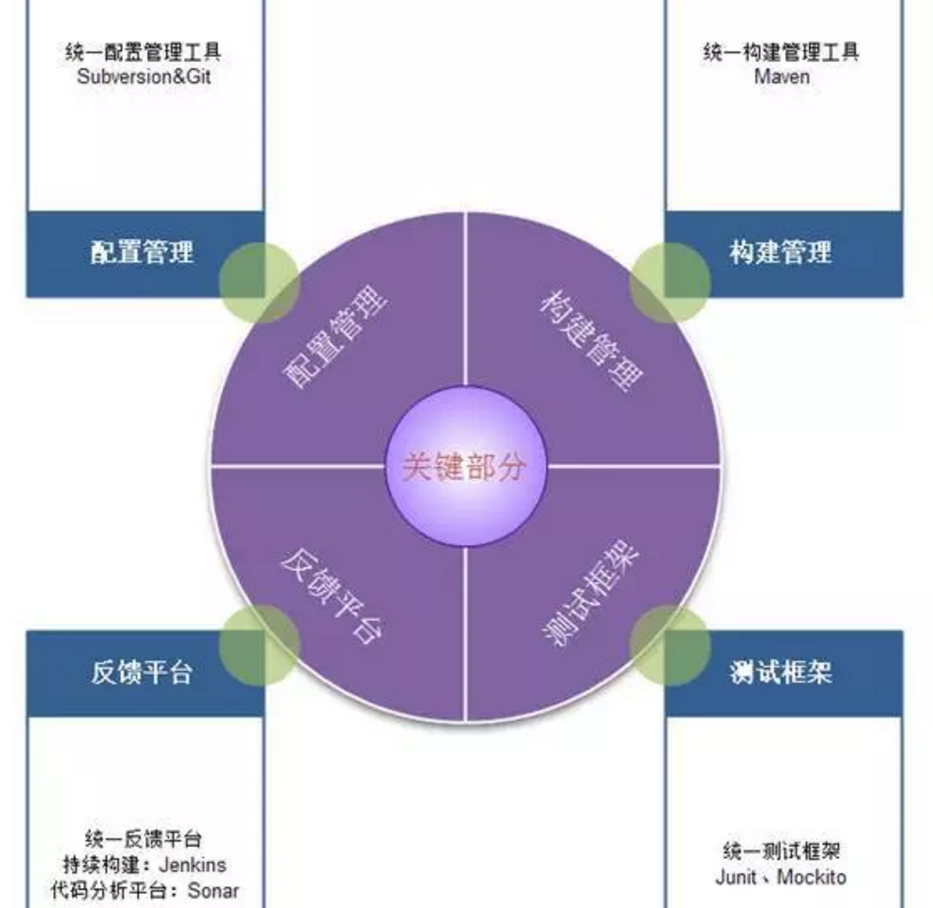 统一配置管理工具
Subversion&Git
统一构建管理工具
Maven
配置管理
构建管理
配置管理
构建管理
关键部分
反馈平台
测试框架
反馈平台
测试框架
统一反馈平台
持续构建：Jenkins
代码分析平台：Sonar
统一测试框架
Junit、Mockito